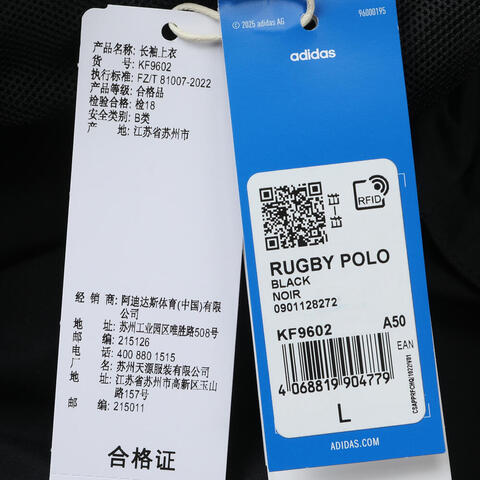 产品名称: 长袖上衣
货 号: KF9602
执行标准: FZ/T 81007-2022
产品等级: 合格品
检验合格: 检18
安全类别: B类
产 地: 江苏省苏州市
经 销 商: 阿迪达斯体育(中国)有限
公司
地 址: 苏州工业园区唯胜路508号
邮 编: 215126
电 话: 400 880 1515
制 造 商: 苏州天源服装有限公司
地 址: 江苏省苏州市高新区玉山
路157号
邮 编: 215011
合格证
© 2025 adidas AG
96000195
adidas
RFID
RUGBY POLO
BLACK
NOIR
0901128272
KF9602 A50
EAN
4 068819 904779
L
ADIDAS.COM